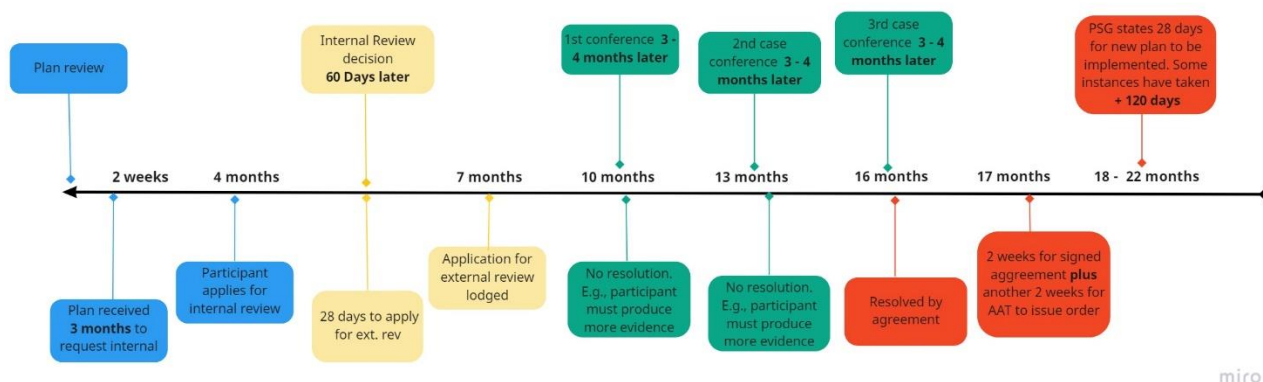 Plan review
Internal Review
decision
60 Days later
1st conference 3 -
4 months later
2nd case
conference 3 - 4
months later
3rd case
conference 3 - 4
months later
PSG states 28 days
for new plan to be
implemented. Some
instances have taken
+ 120 days
2 weeks
4 months
7 months
10 months
13 months
16 months
17 months
18 - 22 months
Plan received
3 months to
request internal
Participant
applies for
internal review
28 days to apply
for ext. rev
Application for
external review
lodged
No resolution.
E.g., participant
must produce
more evidence
No resolution.
E.g., participant
must produce
more evidence
Resolved by
agreement
2 weeks for signed
aggreement plus
another 2 weeks for
AAT to issue order
miro